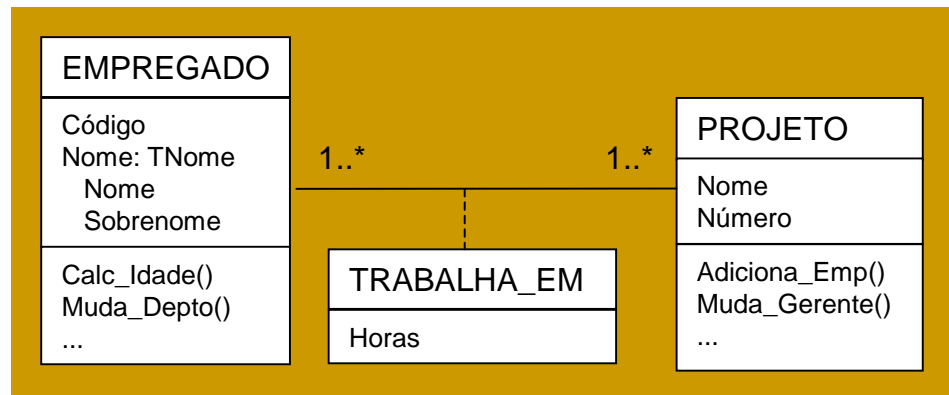 EMPREGADO
Código
Nome: TNome
Nome
Sobrenome
Calc_Idade()
Muda_Depto()
...
1..*
1..*
TRABALHA_EM
Horas
PROJETO
Nome
Número
Adiciona_Emp()
Muda_Gerente()
...